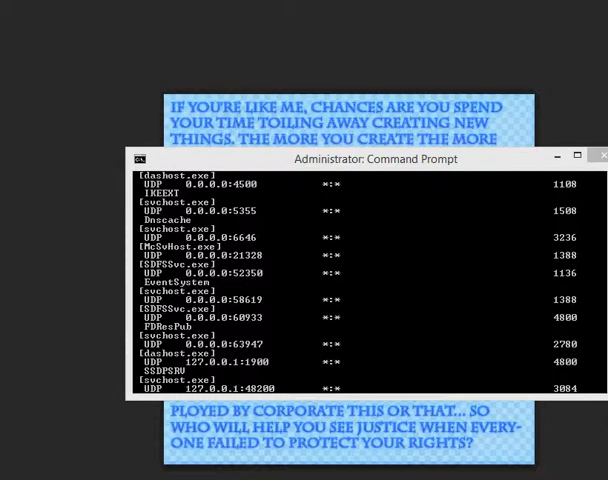 IF YOU'RE LIKE ME, CHANCES ARE YOU SPEND
YOUR TIME TOILING AWAY CREATING NEW
THINGS. THE MORE YOU CREATE THE MORE
C:\.
Administrator: Command Prompt
[dashost.exe]
UDP 0.0.0.0:4500 *:* 1108
IKEEXT
[svchost.exe]
UDP 0.0.0.0:5355 *:* 1508
Dnscache
[svchost.exe]
UDP 0.0.0.0:6646 *:* 3236
[McSvHost.exe]
UDP 0.0.0.0:21328 *:* 1388
[SDFSSvc.exe]
UDP 0.0.0.0:52350 *:* 1136
EventSystem
[svchost.exe]
UDP 0.0.0.0:58619 *:* 1388
[SDFSSvc.exe]
UDP 0.0.0.0:60933 *:* 4800
FDResPub
[svchost.exe]
UDP 0.0.0.0:63947 *:* 2780
[dashost.exe]
UDP 127.0.0.1:1900 *:* 4800
SSDPSRV
[svchost.exe]
UDP 127.0.0.1:48200 *:* 3084
PLOYED BY CORPORATE THIS OR THAT... SO
WHO WILL HELP YOU SEE JUSTICE WHEN EVERY-
ONE FAILED TO PROTECT YOUR RIGHTS?